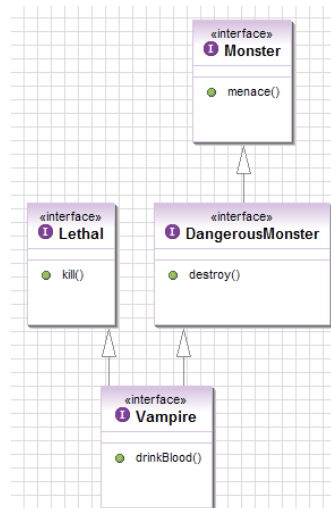 «interface»
I Monster
menace()
«interface»
I Lethal
kill()
«interface»
I DangerousMonster
destroy()
«interface»
I Vampire
drinkBlood()